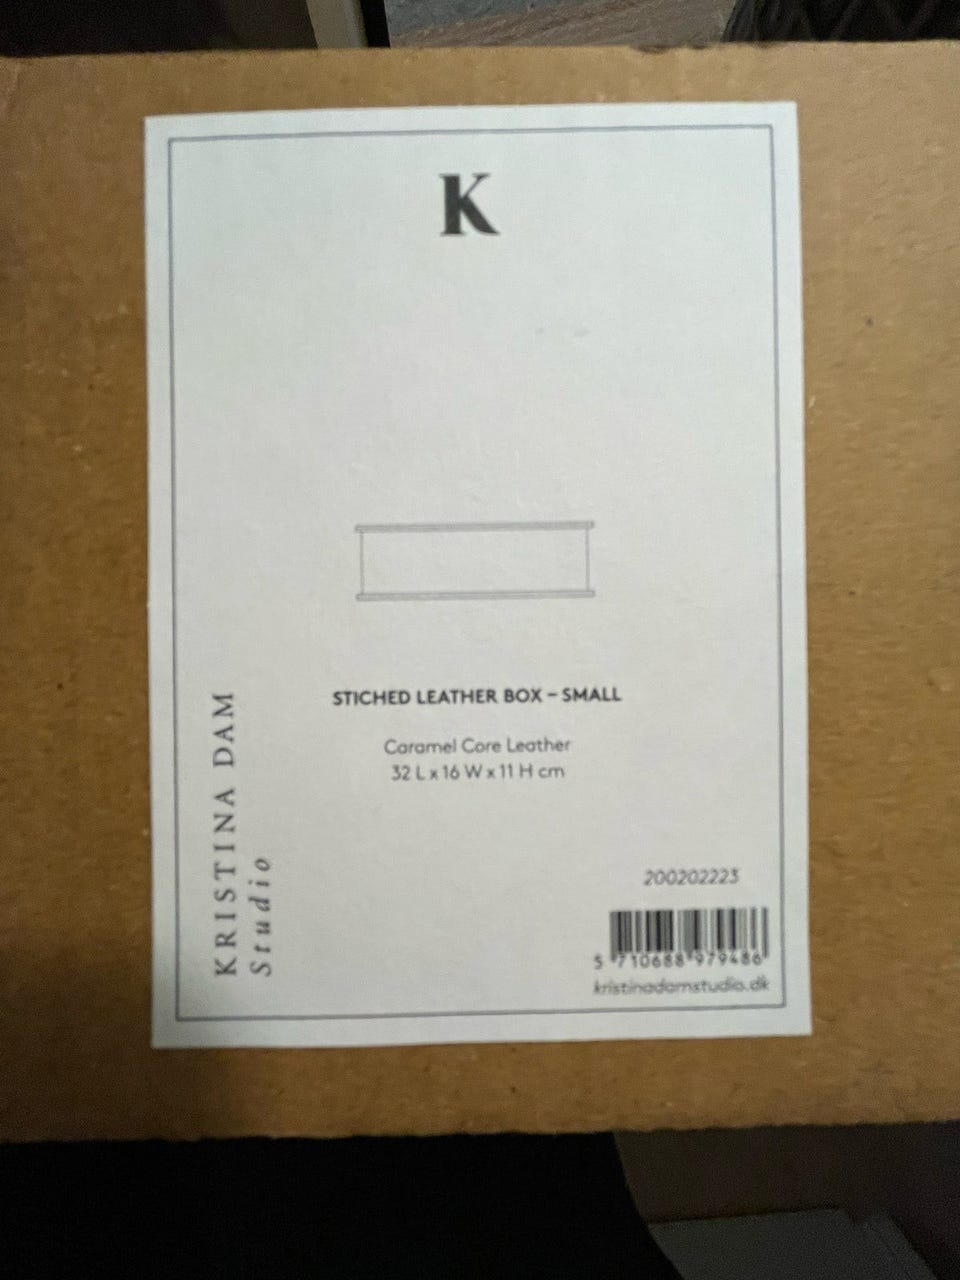 K
STICHED LEATHER BOX – SMALL
Caramel Core Leather
32 L x 16 W x 11 H cm
KRISTINA DAM
Studio
200202223
5 710688 979486
kristinadamstudio.dk